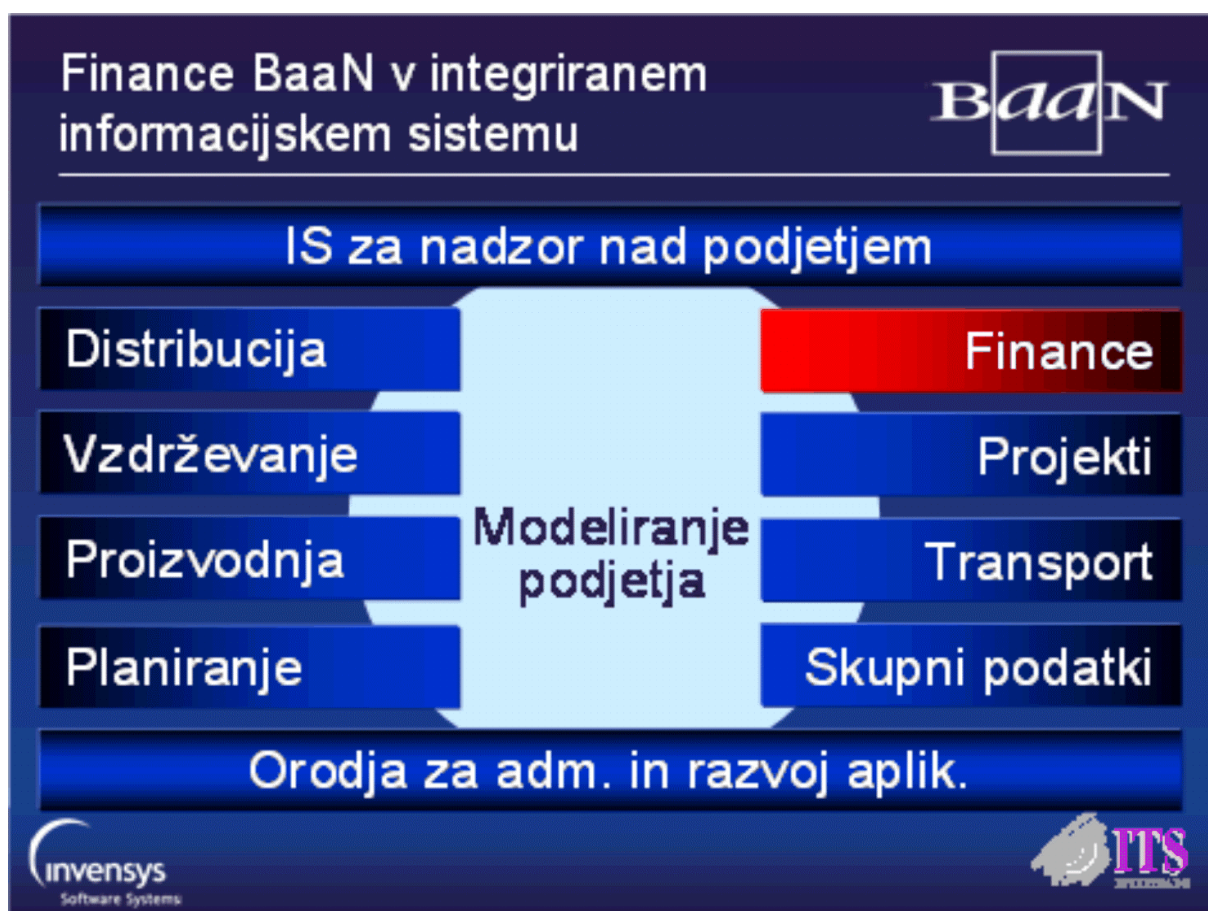 Finance BaaN v integriranem
informacijskem sistemu
BaaN
IS za nadzor nad podjetjem
Distribucija
Finance
Vzdrževanje
Projekti
Modeliranje
podjetja
Proizvodnja
Transport
Planiranje
Skupni podatki
Orodja za adm. in razvoj aplik.
invensys
Software Systems
ITS